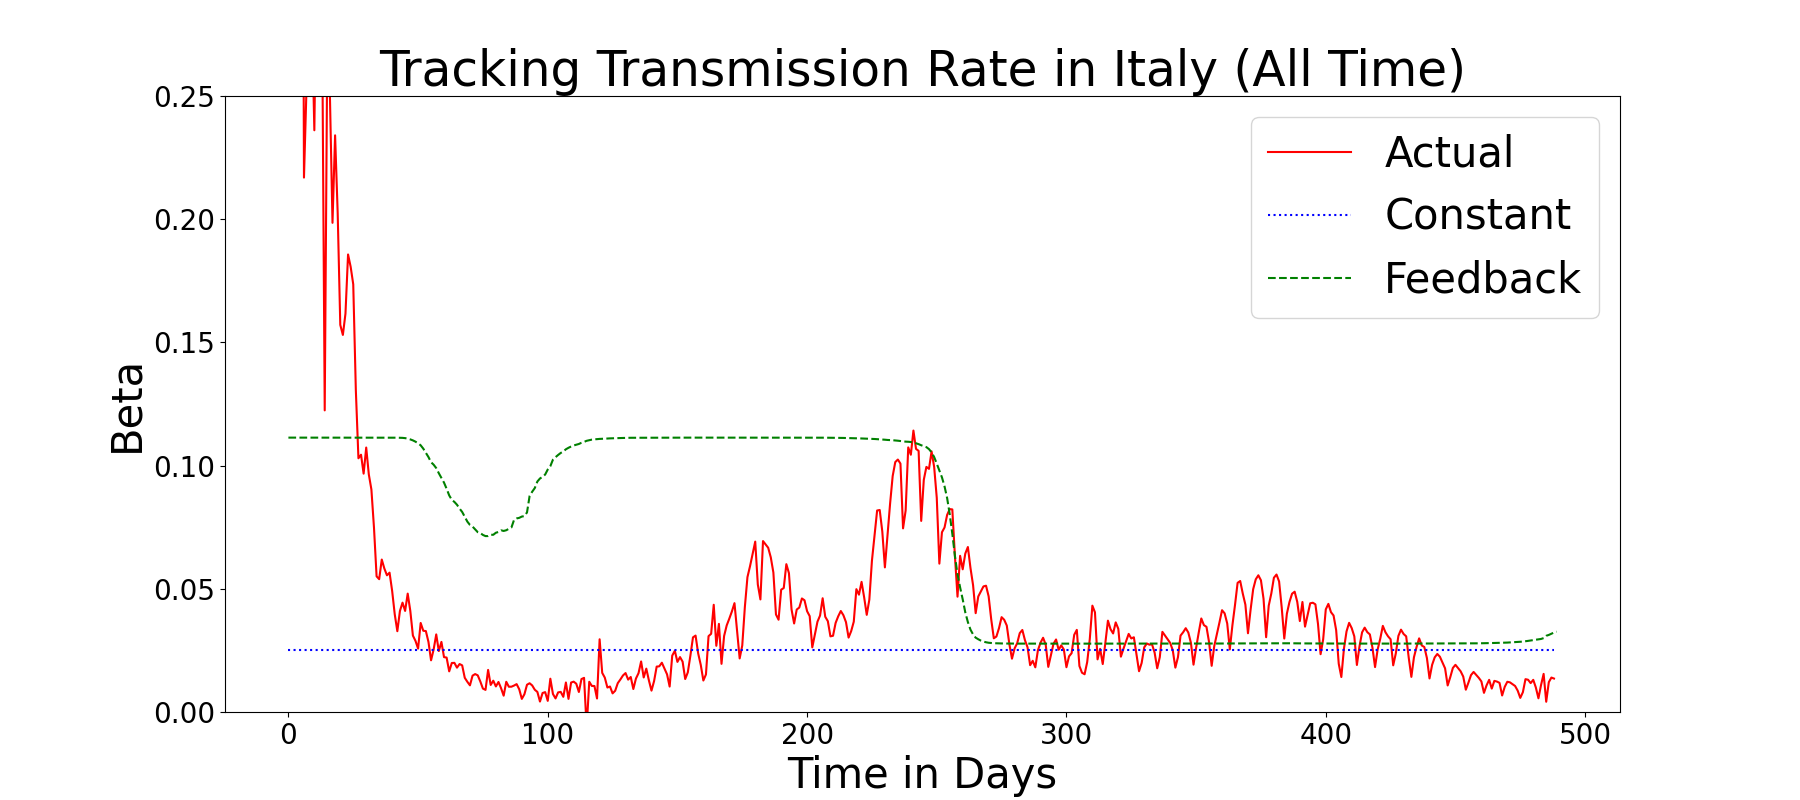 Tracking Transmission Rate in Italy (All Time)
Actual
Constant
Feedback
Beta
0.25
0.20
0.15
0.10
0.05
0.00
0 100 200 300 400 500
Time in Days